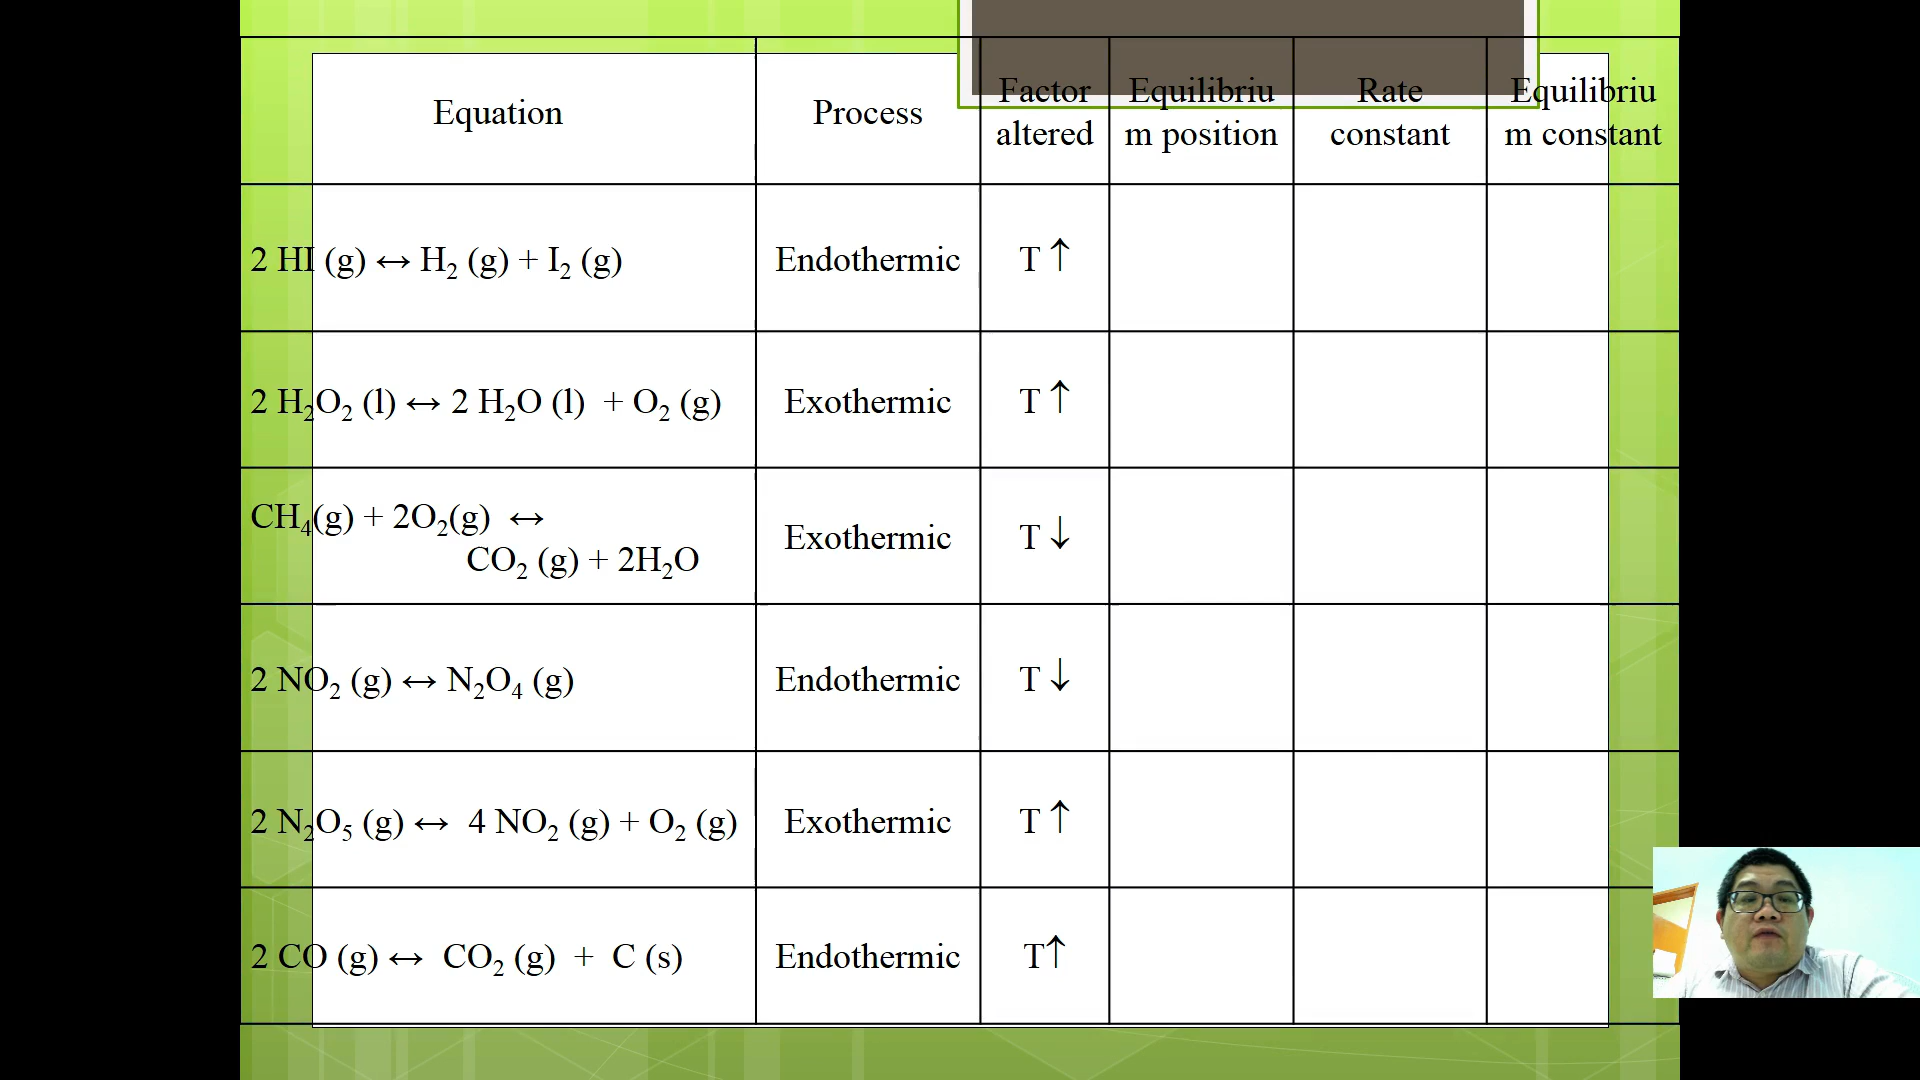 Equation
Process
Factor
altered
Equilibriu
m position
Rate
constant
Equilibriu
m constant
2 HI (g) ↔ H₂ (g) + I₂ (g)
Endothermic
T ↑
2 H₂O₂ (l) ↔ 2 H₂O (l) + O₂ (g)
Exothermic
T ↑
CH₄(g) + 2O₂(g) ↔
CO₂ (g) + 2H₂O
Exothermic
T ↓
2 NO₂ (g) ↔ N₂O₄ (g)
Endothermic
T ↓
2 N₂O₅ (g) ↔ 4 NO₂ (g) + O₂ (g)
Exothermic
T ↑
2 CO (g) ↔ CO₂ (g) + C (s)
Endothermic
T↑